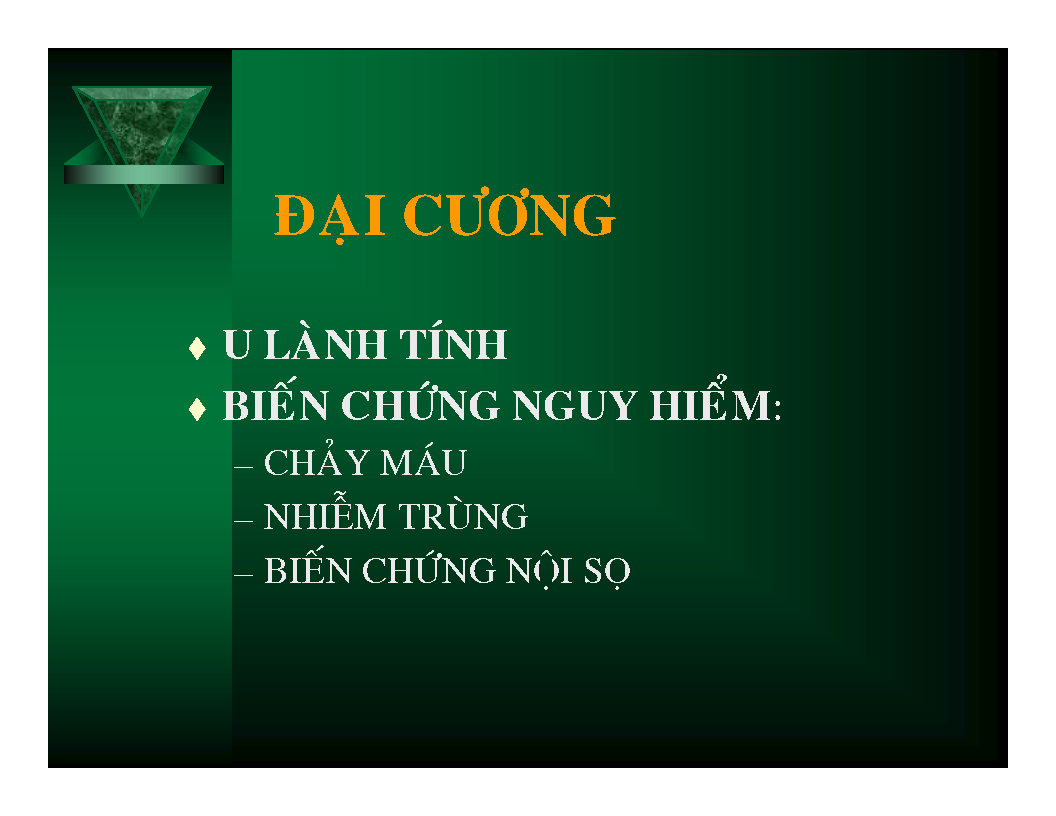 ĐẠI CƯƠNG
♦ U LÀNH TÍNH
♦ BIẾN CHỨNG NGUY HIỂM:
– CHẢY MÁU
– NHIỄM TRÙNG
– BIẾN CHỨNG NỘI SỌ